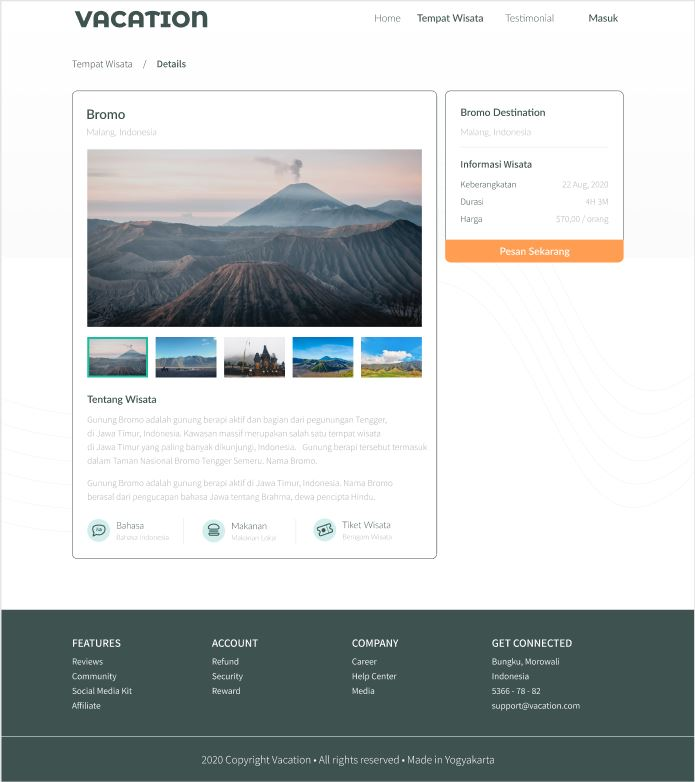 VACATION
Home Tempat Wisata Testimonial Masuk
Tempat Wisata / Details
Bromo
Malang, Indonesia
Tentang Wisata
Gunung Bromo adalah gunung berapi aktif dan bagian dari pegunungan Tengger,
di Jawa Timur, Indonesia. Kawasan massif merupakan salah satu tempat wisata
di Jawa Timur yang paling banyak dikunjungi, Indonesia. Gunung berapi tersebut termasuk
dalam Taman Nasional Bromo Tengger Semeru. Nama Bromo.
Gunung Bromo adalah gunung berapi aktif di Jawa Timur, Indonesia. Nama Bromo
berasal dari pengucapan bahasa Jawa tentang Brahma, dewa pencipta Hindu.
Bahasa
Bahasa Indonesia
Makanan
Makanan Lokal
Tiket Wisata
Beragam Wisata
Bromo Destination
Malang, Indonesia
Informasi Wisata
Keberangkatan 22 Aug, 2020
Durasi 4H 3M
Harga 570,00 / orang
Pesan Sekarang
FEATURES
Reviews
Community
Social Media Kit
Affiliate
ACCOUNT
Refund
Security
Reward
COMPANY
Career
Help Center
Media
GET CONNECTED
Bungku, Morowali
Indonesia
5366 - 78 - 82
support@vacation.com
2020 Copyright Vacation • All rights reserved • Made in Yogyakarta